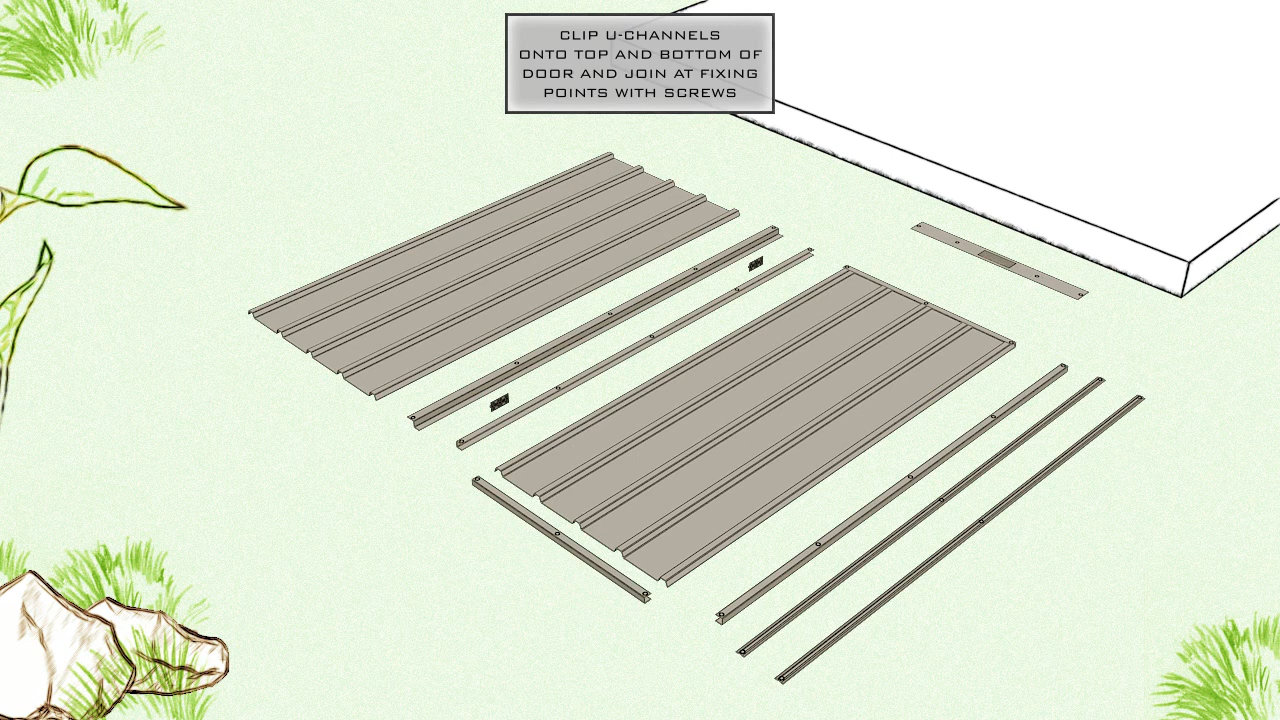 CLIP U-CHANNELS
ONTO TOP AND BOTTOM OF
DOOR AND JOIN AT FIXING
POINTS WITH SCREWS